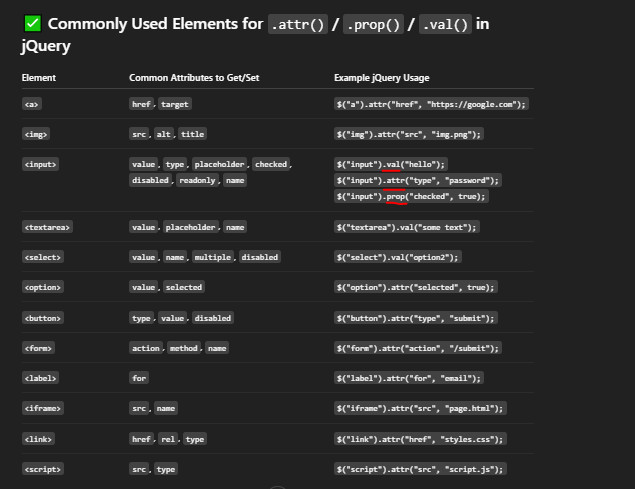 ✅ Commonly Used Elements for .attr() / .prop() / .val() in
jQuery
Element Common Attributes to Get/Set Example jQuery Usage
<a> href, target $("a").attr("href", "https://google.com");
<img> src, alt, title $("img").attr("src", "img.png");
<input> value, type, placeholder, checked, $("input").val("hello");
disabled, readonly, name $("input").attr("type", "password");
$("input").prop("checked", true);
<textarea> value, placeholder, name $("textarea").val("some text");
<select> value, name, multiple, disabled $("select").val("option2");
<option> value, selected $("option").attr("selected", true);
<button> type, value, disabled $("button").attr("type", "submit");
<form> action, method, name $("form").attr("action", "/submit");
<label> for $("label").attr("for", "email");
<iframe> src, name $("iframe").attr("src", "page.html");
<link> href, rel, type $("link").attr("href", "styles.css");
<script> src, type $("script").attr("src", "script.js");